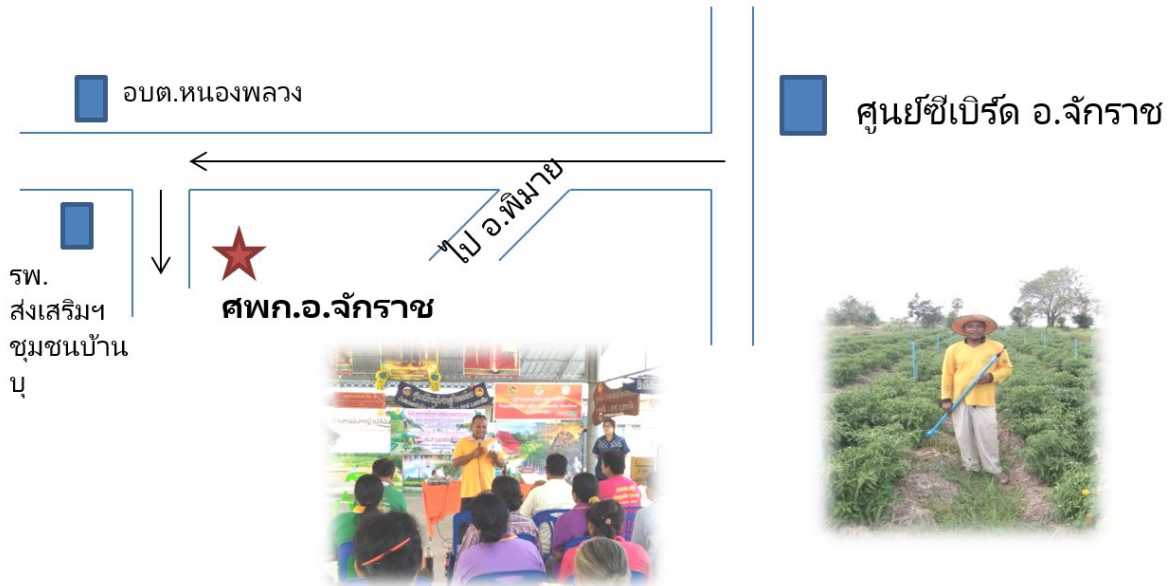 อบต.หนองพลวง
ศูนย์ซีเบิร์ด อ.จักราช
ไป อ.พิมาย
รพ.
ส่งเสริมฯ
ชุมชนบ้าน
บุ
ศพก.อ.จักราช